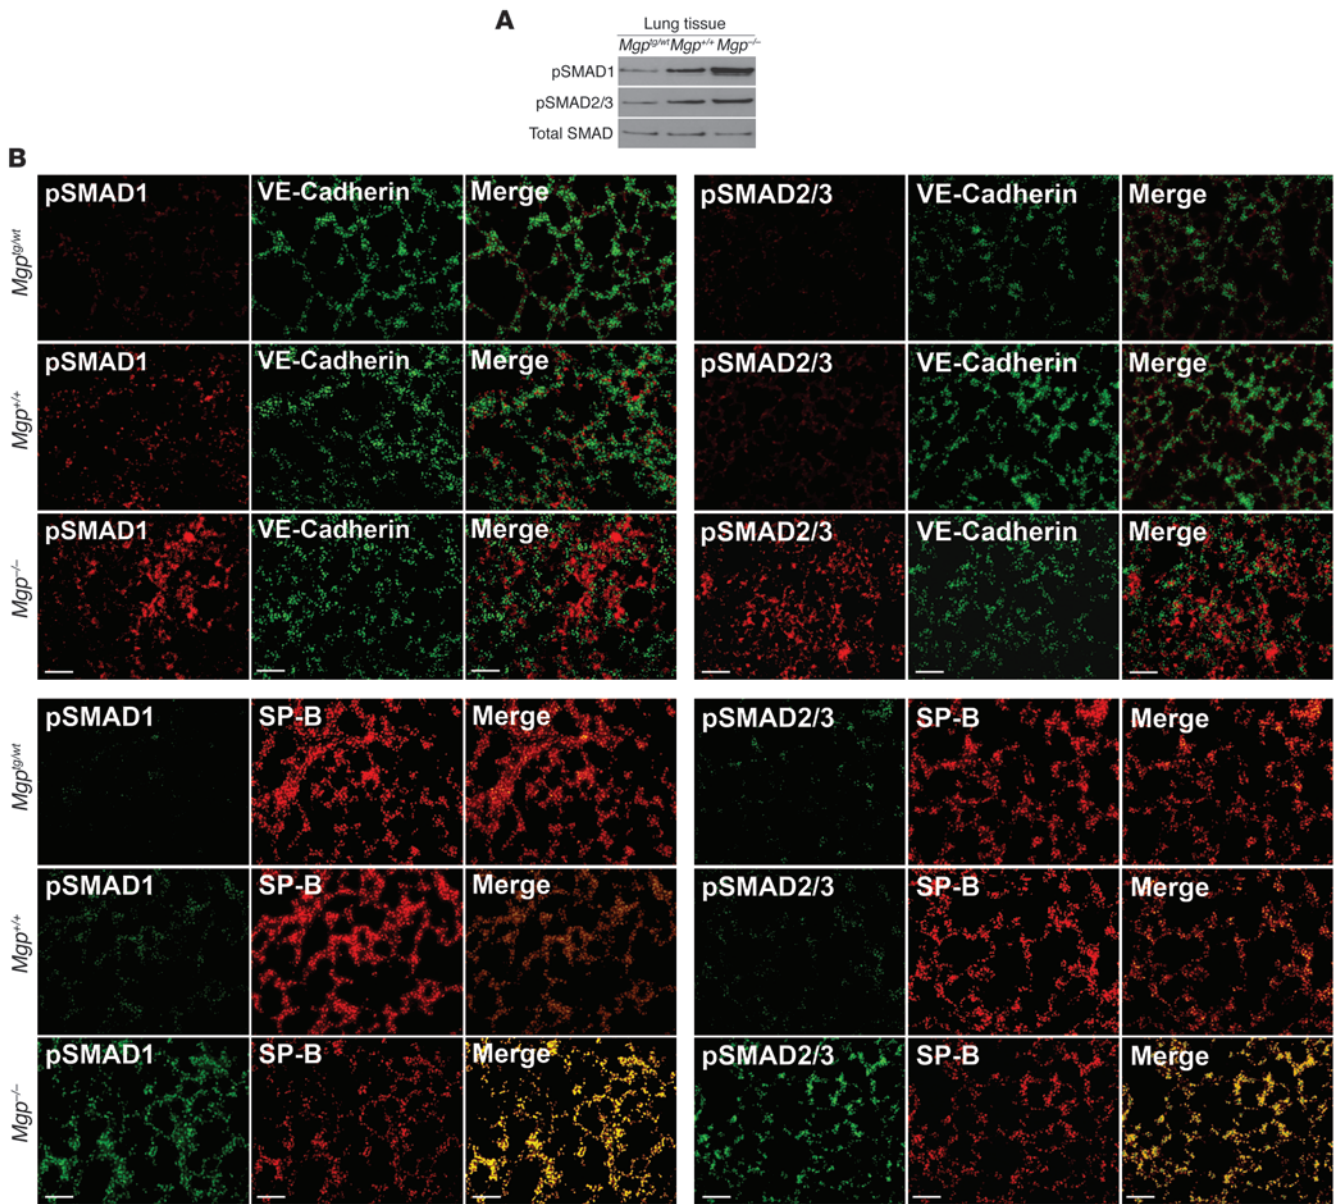 A
Lung tissue
Mgp^tg/wt Mgp^+/+ Mgp^-/-
pSMAD1
pSMAD2/3
Total SMAD
B
Mgp^tg/wt
pSMAD1 VE-Cadherin Merge pSMAD2/3 VE-Cadherin Merge
Mgp^+/+
pSMAD1 VE-Cadherin Merge pSMAD2/3 VE-Cadherin Merge
Mgp^-/-
pSMAD1 VE-Cadherin Merge pSMAD2/3 VE-Cadherin Merge
Mgp^tg/wt
pSMAD1 SP-B Merge pSMAD2/3 SP-B Merge
Mgp^+/+
pSMAD1 SP-B Merge pSMAD2/3 SP-B Merge
Mgp^-/-
pSMAD1 SP-B Merge pSMAD2/3 SP-B Merge